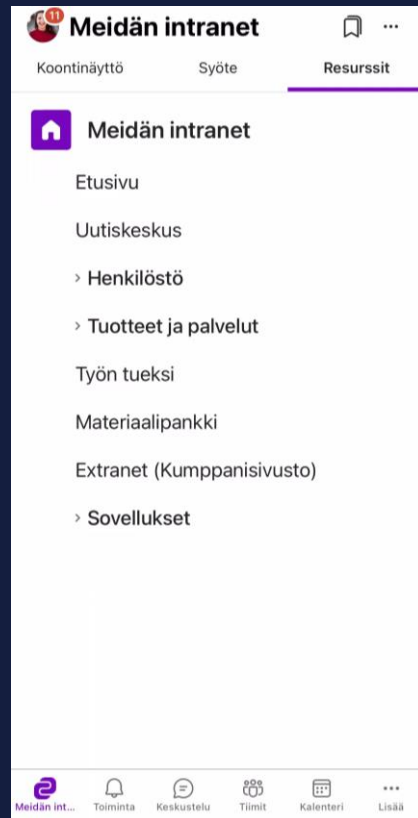 11
Meidän intranet
Koontinäyttö Syöte Resurssit
Meidän intranet
Etusivu
Uutiskeskus
Henkilöstö
Tuotteet ja palvelut
Työn tueksi
Materiaalipankki
Extranet (Kumppanisivusto)
Sovellukset
Meidän int... Toiminta Keskustelu Tiimit Kalenteri Lisää